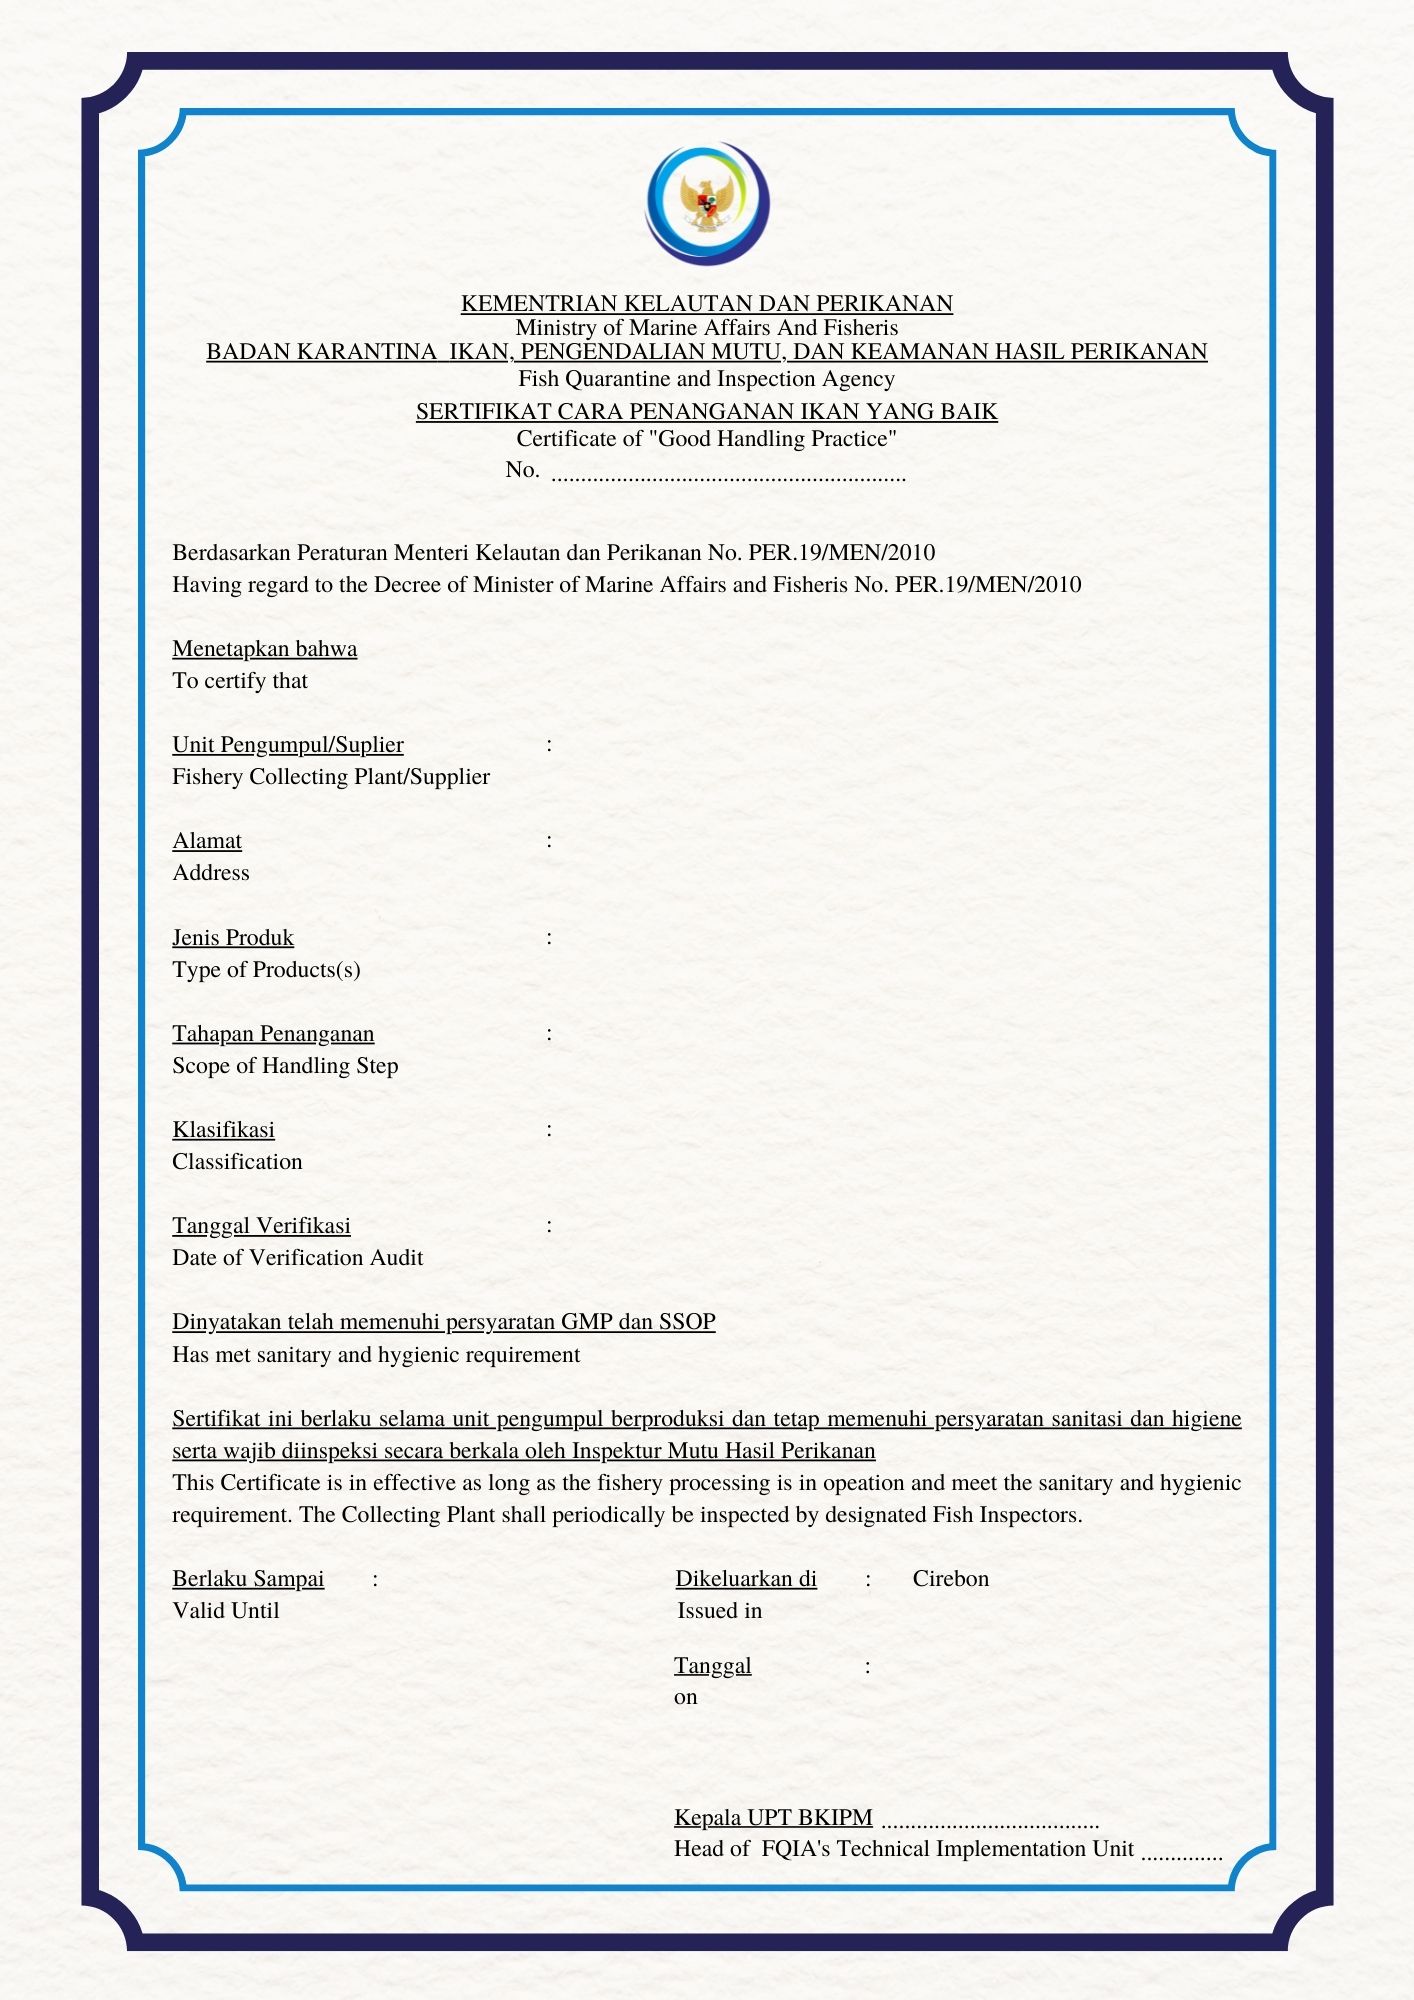 KEMENTRIAN KELAUTAN DAN PERIKANAN
Ministry of Marine Affairs And Fisheris
BADAN KARANTINA  IKAN, PENGENDALIAN MUTU, DAN KEAMANAN HASIL PERIKANAN
Fish Quarantine and Inspection Agency
SERTIFIKAT CARA PENANGANAN IKAN YANG BAIK
Certificate of "Good Handling Practice"
No. ............................................................
Berdasarkan Peraturan Menteri Kelautan dan Perikanan No. PER.19/MEN/2010
Having regard to the Decree of Minister of Marine Affairs and Fisheris No. PER.19/MEN/2010
Menetapkan bahwa
To certify that
Unit Pengumpul/Suplier :
Fishery Collecting Plant/Supplier
Alamat :
Address
Jenis Produk :
Type of Products(s)
Tahapan Penanganan :
Scope of Handling Step
Klasifikasi :
Classification
Tanggal Verifikasi :
Date of Verification Audit
Dinyatakan telah memenuhi persyaratan GMP dan SSOP
Has met sanitary and hygienic requirement
Sertifikat ini berlaku selama unit pengumpul berproduksi dan tetap memenuhi persyaratan sanitasi dan higiene
serta wajib diinspeksi secara berkala oleh Inspektur Mutu Hasil Perikanan
This Certificate is in effective as long as the fishery processing is in opeation and meet the sanitary and hygienic
requirement. The Collecting Plant shall periodically be inspected by designated Fish Inspectors.
Berlaku Sampai : Dikeluarkan di : Cirebon
Valid Until Issued in
Tanggal :
on
Kepala UPT BKIPM .....................................
Head of  FQIA's Technical Implementation Unit ..............